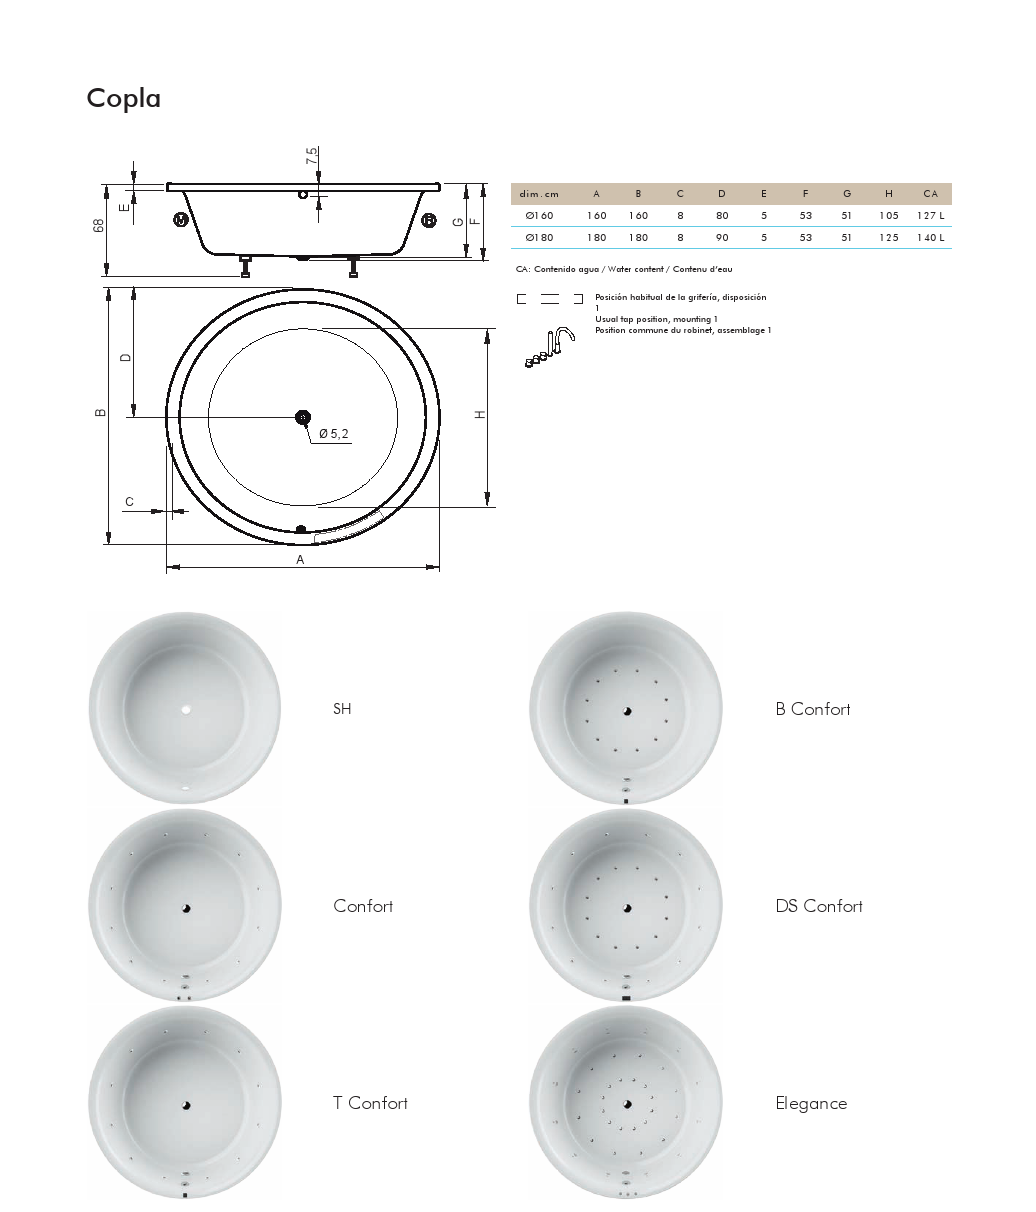 Copla
7,5
E
68
M
B
G
F
dim.cm A B C D E F G H CA
Ø160 160 160 8 80 5 53 51 105 127 L
Ø180 180 180 8 90 5 53 51 125 140 L
CA: Contenido agua / Water content / Contenu d'eau
Posición habitual de la grifería, disposición
1
Usual tap position, mounting 1
Position commune du robinet, assemblage 1
D
B
H
Ø 5,2
C
A
SH
B Confort
Confort
DS Confort
T Confort
Elegance